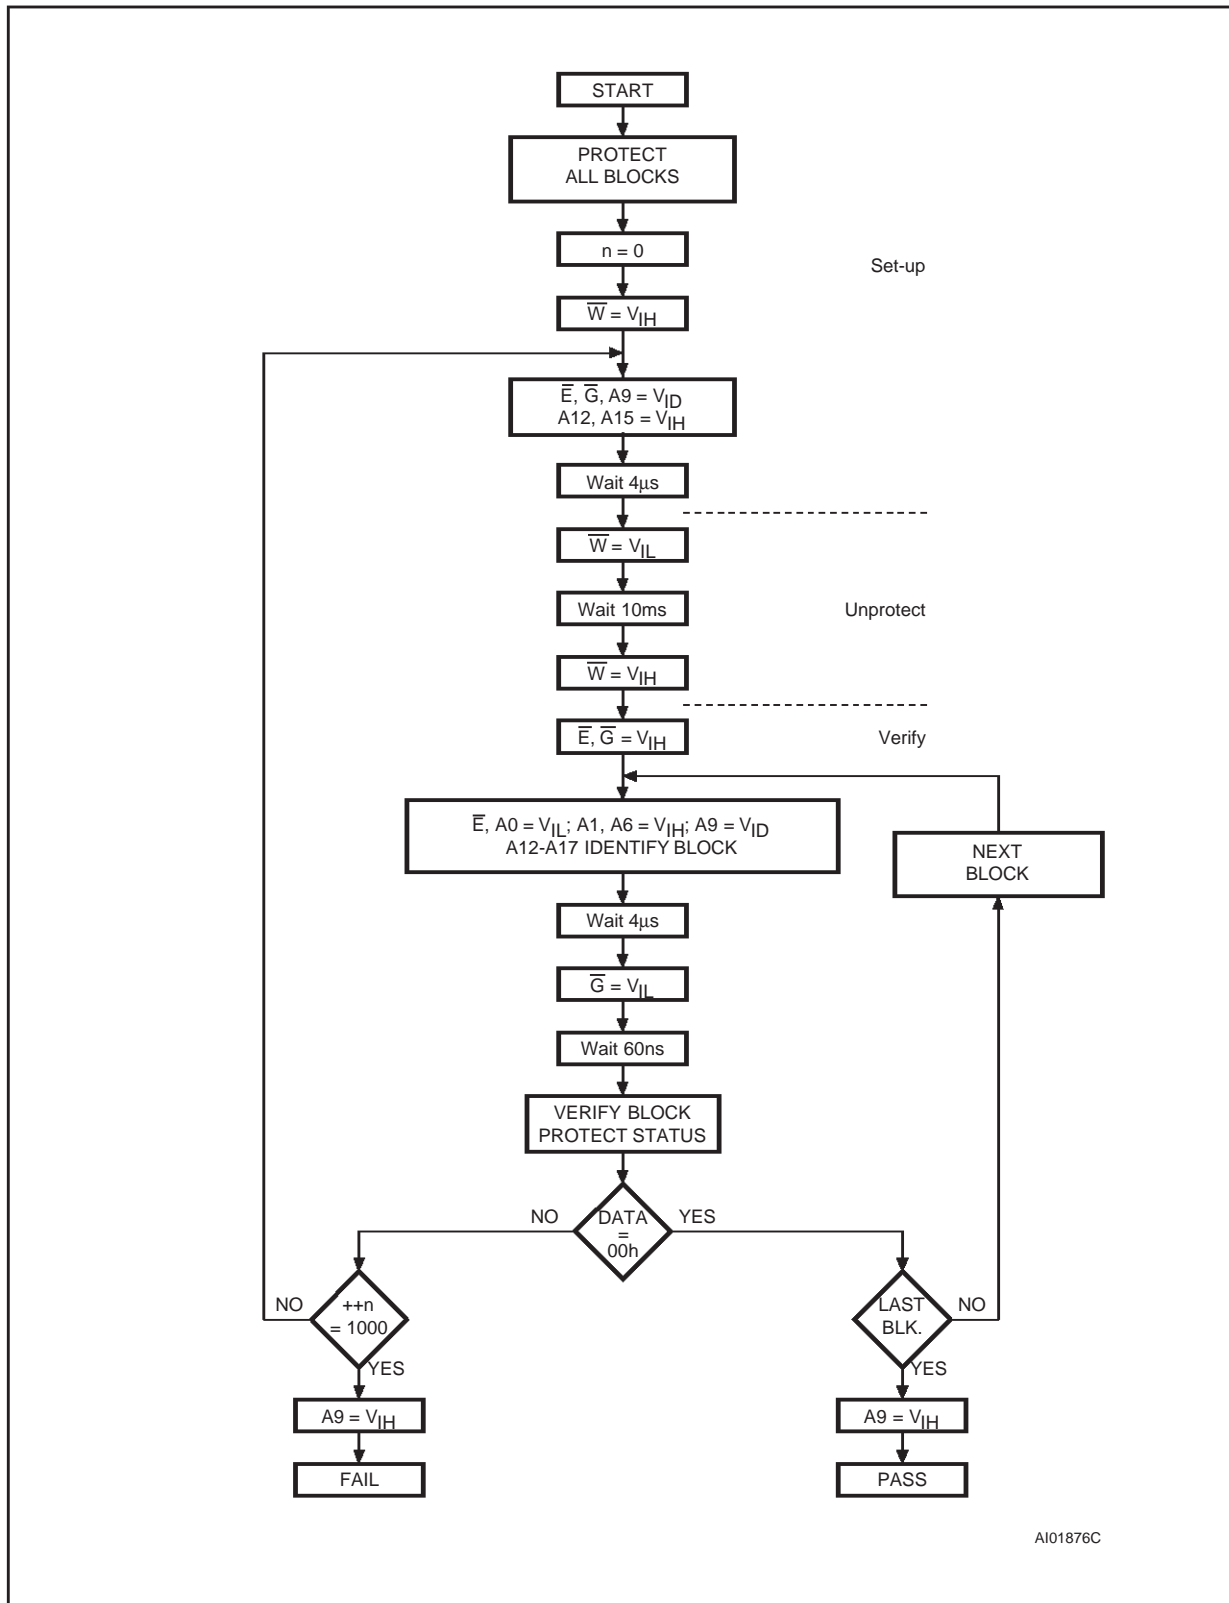 START
PROTECT
ALL BLOCKS
n = 0
Set-up
W̅ = VIH
E̅, G̅, A9 = VID
A12, A15 = VIH
Wait 4µs
W̅ = VIL
Wait 10ms
Unprotect
W̅ = VIH
E̅, G̅ = VIH
Verify
E̅, A0 = VIL; A1, A6 = VIH; A9 = VID
A12-A17 IDENTIFY BLOCK
NEXT
BLOCK
Wait 4µs
G̅ = VIL
Wait 60ns
VERIFY BLOCK
PROTECT STATUS
NO
DATA
=
00h
YES
NO
++n
= 1000
YES
LAST
BLK.
NO
YES
A9 = VIH
A9 = VIH
FAIL
PASS
AI01876C